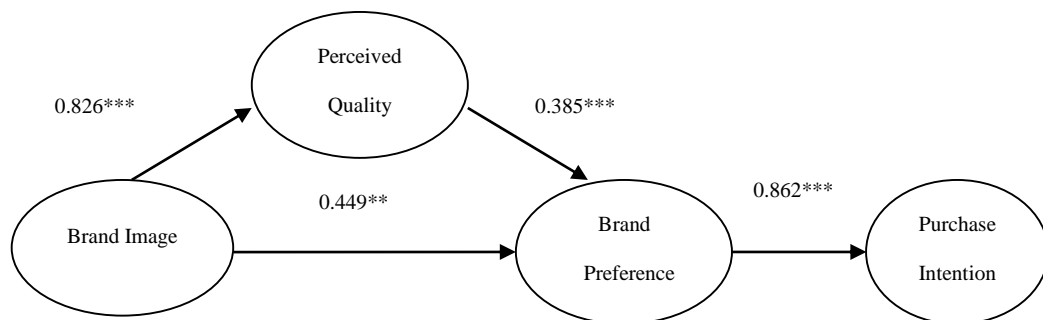 Perceived
Quality
0.826***
0.385***
0.449**
0.862***
Brand Image
Brand
Preference
Purchase
Intention